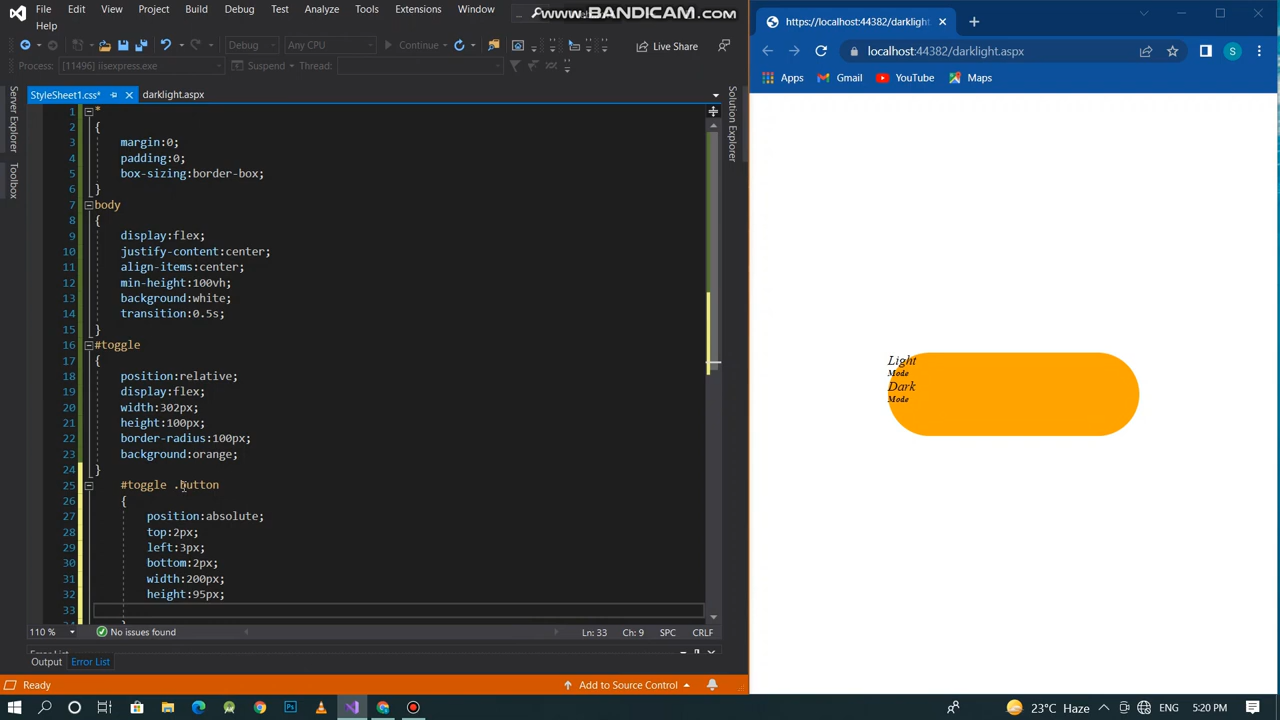 File Edit View Project Build Debug Test Analyze Tools Extensions Window
www.BANDICAM.com
Help
Debug Any CPU Continue Live Share
Process: [11496] iisexpress.exe Suspend Thread:
StyleSheet1.css* darklight.aspx
Server Explorer
Toolbox
Solution Explorer
1 *
2 {
3 margin:0;
4 padding:0;
5 box-sizing:border-box;
6 }
7 body
8 {
9 display:flex;
10 justify-content:center;
11 align-items:center;
12 min-height:100vh;
13 background:white;
14 transition:0.5s;
15 }
16 #toggle
17 {
18 position:relative;
19 display:flex;
20 width:302px;
21 height:100px;
22 border-radius:100px;
23 background:orange;
24 }
25 #toggle .button
26 {
27 position:absolute;
28 top:2px;
29 left:3px;
30 bottom:2px;
31 width:200px;
32 height:95px;
33
110 % No issues found Ln: 33 Ch: 9 SPC CRLF
Output Error List
Ready Add to Source Control
https://localhost:44382/darklight
localhost:44382/darklight.aspx S
Apps Gmail YouTube Maps
Light
Mode
Dark
Mode
23°C Haze ENG 5:20 PM